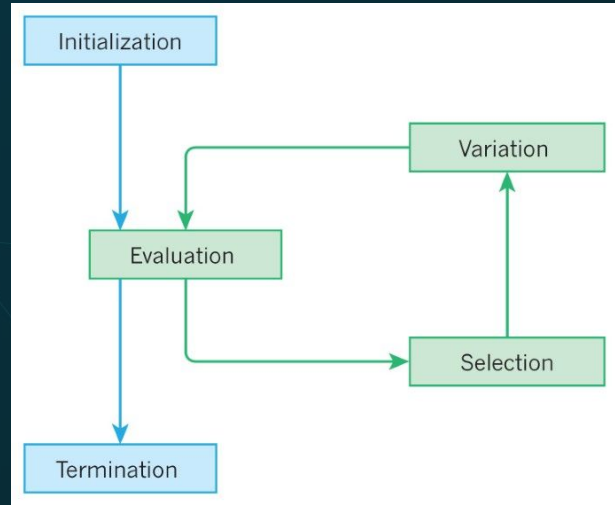 Initialization
Variation
Evaluation
Selection
Termination